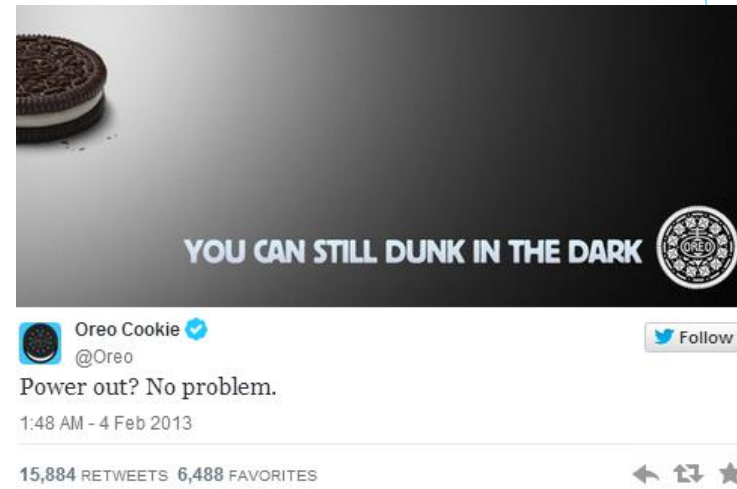 YOU CAN STILL DUNK IN THE DARK
OREO
Oreo Cookie
@Oreo
Follow
Power out? No problem.
1:48 AM - 4 Feb 2013
15,884 RETWEETS 6,488 FAVORITES